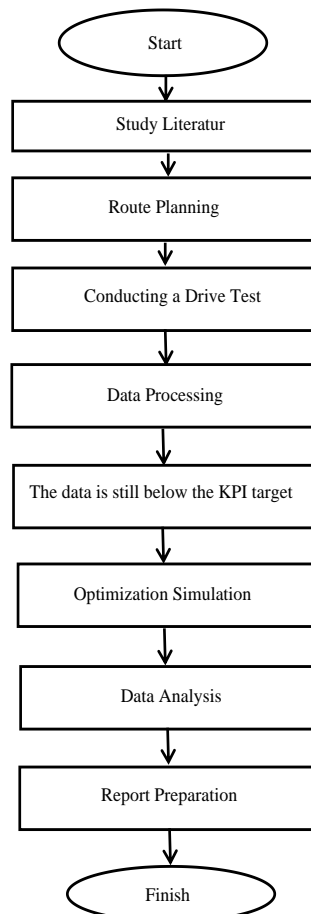 Start
Study Literatur
Route Planning
Conducting a Drive Test
Data Processing
The data is still below the KPI target
Optimization Simulation
Data Analysis
Report Preparation
Finish